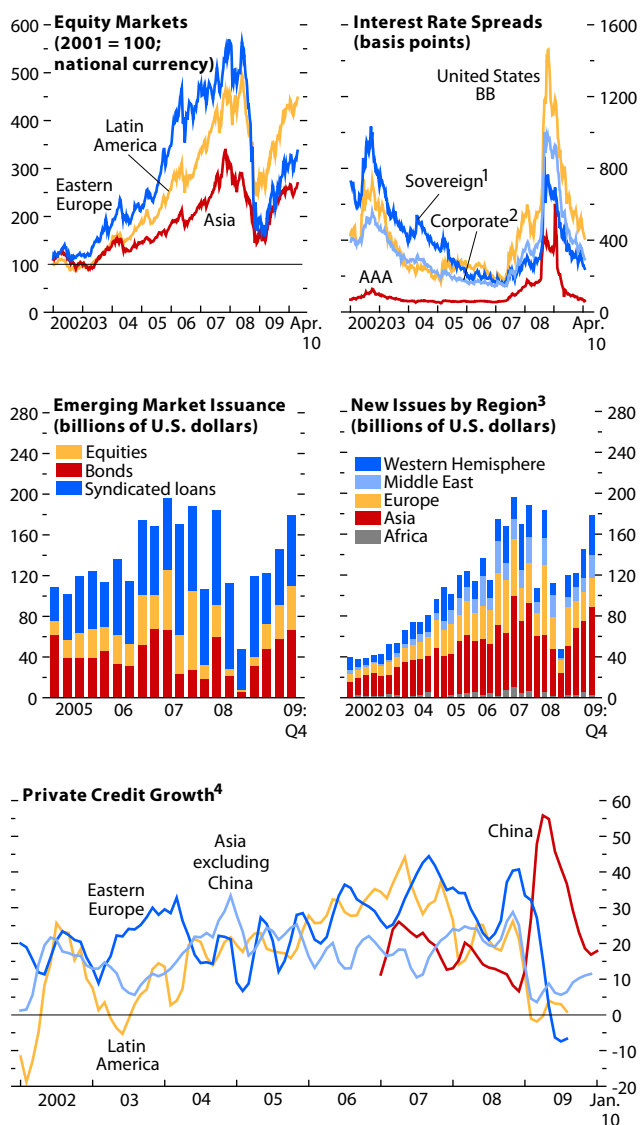 Equity Markets
(2001 = 100;
national currency)
600
500
400
300
200
100
0
Latin
America
Eastern
Europe
Asia
2002 03 04 05 06 07 08 09 Apr.
10
Interest Rate Spreads
(basis points)
1600
1200
800
400
0
United States
BB
Sovereign1
Corporate2
AAA
2002 03 04 05 06 07 08 09 Apr.
10
Emerging Market Issuance
(billions of U.S. dollars)
280
240
200
160
120
80
40
0
Equities
Bonds
Syndicated loans
2005 06 07 08 09:
Q4
New Issues by Region3
(billions of U.S. dollars)
280
240
200
160
120
80
40
0
Western Hemisphere
Middle East
Europe
Asia
Africa
2002 03 04 05 06 07 08 09:
Q4
Private Credit Growth4
60
50
40
30
20
10
0
-10
-20
China
Asia
excluding
China
Eastern
Europe
Latin
America
2002 03 04 05 06 07 08 09 Jan.
10